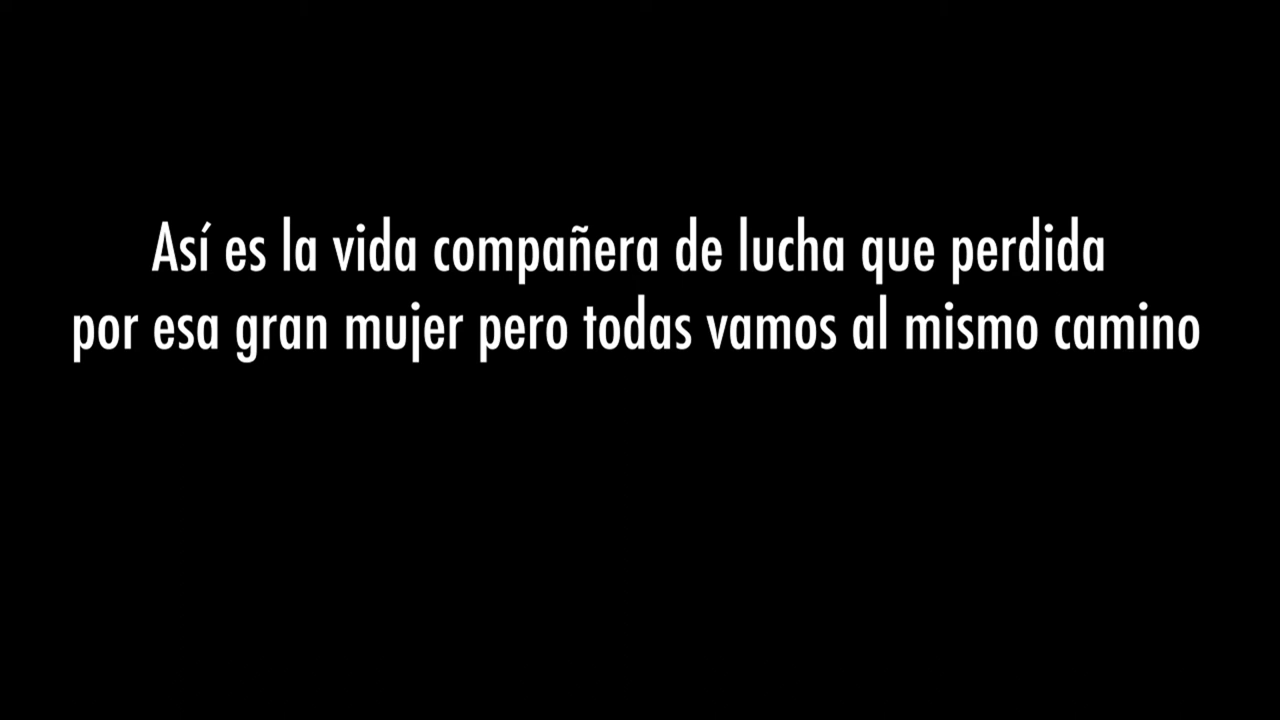 Así es la vida compañera de lucha que perdida
por esa gran mujer pero todas vamos al mismo camino